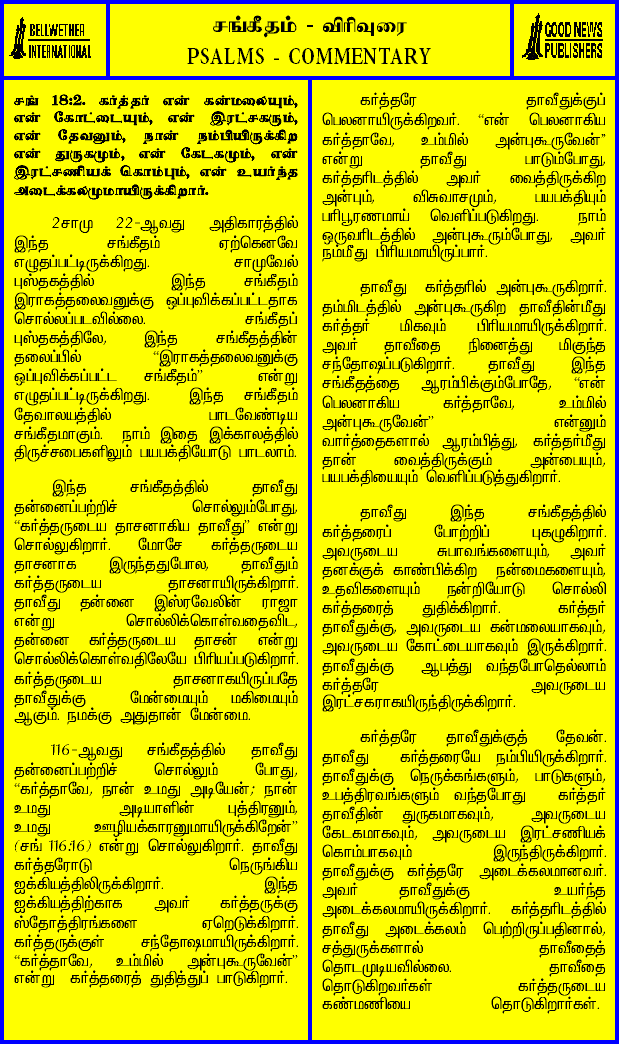 BELLWETHER
INTERNATIONAL
சங்கீதம் - விரிவுரை
PSALMS - COMMENTARY
GOOD NEWS
PUBLISHERS
சங் 18:2. கர்த்தர் என் கன்மலையும்,
என் கோட்டையும், என் இரட்சகரும்,
என் தேவனும், நான் நம்பியிருக்கிற
என் துருகமும், என் கேடகமும், என்
இரட்சணியக் கொம்பும், என் உயர்ந்த
அடைக்கலமுமாயிருக்கிறார்.
2சாமு 22-ஆவது அதிகாரத்தில்
இந்த சங்கீதம் ஏற்கெனவே
எழுதப்பட்டிருக்கிறது. சாமுவேல்
புஸ்தகத்தில் இந்த சங்கீதம்
இராகத்தலைவனுக்கு ஒப்புவிக்கப்பட்டதாக
சொல்லப்படவில்லை. சங்கீதப்
புஸ்தகத்திலே, இந்த சங்கீதத்தின்
தலைப்பில் “இராகத்தலைவனுக்கு
ஒப்புவிக்கப்பட்ட சங்கீதம்” என்று
எழுதப்பட்டிருக்கிறது. இந்த சங்கீதம்
தேவாலயத்தில் பாடவேண்டிய
சங்கீதமாகும். நாம் இதை இக்காலத்தில்
திருச்சபைகளிலும் பயபக்தியோடு பாடலாம்.
இந்த சங்கீதத்தில் தாவீது
தன்னைப்பற்றிச் சொல்லும்போது,
“கர்த்தருடைய தாசனாகிய தாவீது” என்று
சொல்லுகிறார். மோசே கர்த்தருடைய
தாசனாக இருந்ததுபோல, தாவீதும்
கர்த்தருடைய தாசனாயிருக்கிறார்.
தாவீது தன்னை இஸ்ரவேலின் ராஜா
என்று சொல்லிக்கொள்வதைவிட,
தன்னை கர்த்தருடைய தாசன் என்று
சொல்லிக்கொள்வதிலேயே பிரியப்படுகிறார்.
கர்த்தருடைய தாசனாகயிருப்பதே
தாவீதுக்கு மேன்மையும் மகிமையும்
ஆகும். நமக்கு அதுதான் மேன்மை.
116-ஆவது சங்கீதத்தில் தாவீது
தன்னைப்பற்றிச் சொல்லும் போது,
“கர்த்தாவே, நான் உமது அடியேன்; நான்
உமது அடியாளின் புத்திரனும்,
உமது ஊழியக்காரனுமாயிருக்கிறேன்”
(சங் 116:16) என்று சொல்லுகிறார். தாவீது
கர்த்தரோடு நெருங்கிய
ஐக்கியத்திலிருக்கிறார். இந்த
ஐக்கியத்திற்காக அவர் கர்த்தருக்கு
ஸ்தோத்திரங்களை ஏறெடுக்கிறார்.
கர்த்தருக்குள் சந்தோஷமாயிருக்கிறார்.
“கர்த்தாவே, உம்மில் அன்புகூருவேன்”
என்று கர்த்தரைத் துதித்துப் பாடுகிறார்.
கர்த்தரே தாவீதுக்குப்
பெலனாயிருக்கிறவர். “என் பெலனாகிய
கர்த்தாவே, உம்மில் அன்புகூருவேன்”
என்று தாவீது பாடும்போது,
கர்த்தரிடத்தில் அவர் வைத்திருக்கிற
அன்பும், விசுவாசமும், பயபக்தியும்
பரிபூரணமாய் வெளிப்படுகிறது. நாம்
ஒருவரிடத்தில் அன்புகூரும்போது, அவர்
நம்மீது பிரியமாயிருப்பார்.
தாவீது கர்த்தரில் அன்புகூருகிறார்.
தம்மிடத்தில் அன்புகூருகிற தாவீதின்மீது
கர்த்தர் மிகவும் பிரியமாயிருக்கிறார்.
அவர் தாவீதை நினைத்து மிகுந்த
சந்தோஷப்படுகிறார். தாவீது இந்த
சங்கீதத்தை ஆரம்பிக்கும்போதே, “என்
பெலனாகிய கர்த்தாவே, உம்மில்
அன்புகூருவேன்” என்னும்
வார்த்தைகளால் ஆரம்பித்து, கர்த்தர்மீது
தான் வைத்திருக்கும் அன்பையும்,
பயபக்தியையும் வெளிப்படுத்துகிறார்.
தாவீது இந்த சங்கீதத்தில்
கர்த்தரைப் போற்றிப் புகழுகிறார்.
அவருடைய சுபாவங்களையும், அவர்
தனக்குக் காண்பிக்கிற நன்மைகளையும்,
உதவிகளையும் நன்றியோடு சொல்லி
கர்த்தரைத் துதிக்கிறார். கர்த்தர்
தாவீதுக்கு, அவருடைய கன்மலையாகவும்,
அவருடைய கோட்டையாகவும் இருக்கிறார்.
தாவீதுக்கு ஆபத்து வந்தபோதெல்லாம்
கர்த்தரே அவருடைய
இரட்சகராகயிருந்திருக்கிறார்.
கர்த்தரே தாவீதுக்குத் தேவன்.
தாவீது கர்த்தரையே நம்பியிருக்கிறார்.
தாவீதுக்கு நெருக்கங்களும், பாடுகளும்,
உபத்திரவங்களும் வந்தபோது கர்த்தர்
தாவீதின் துருகமாகவும், அவருடைய
கேடகமாகவும், அவருடைய இரட்சணியக்
கொம்பாகவும் இருந்திருக்கிறார்.
தாவீதுக்கு கர்த்தரே அடைக்கலமானவர்.
அவர் தாவீதுக்கு உயர்ந்த
அடைக்கலமாயிருக்கிறார். கர்த்தரிடத்தில்
தாவீது அடைக்கலம் பெற்றிருப்பதினால்,
சத்துருக்களால் தாவீதைத்
தொடமுடியவில்லை. தாவீதை
தொடுகிறவர்கள் கர்த்தருடைய
கண்மணியை தொடுகிறார்கள்.